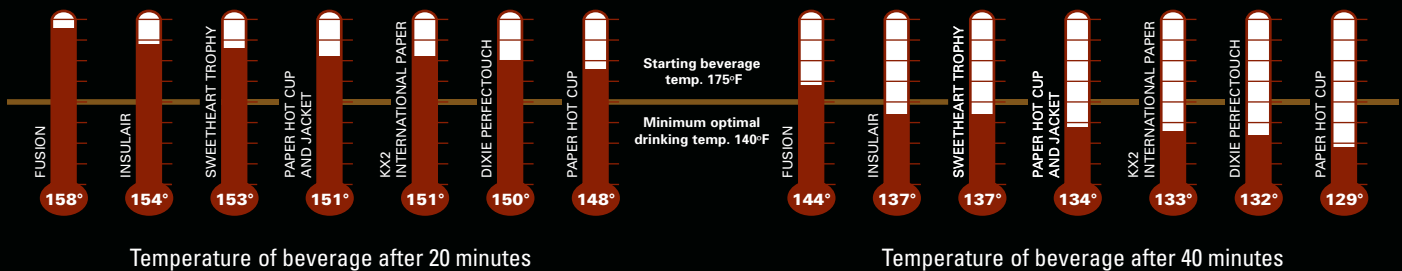 FUSION
158°
INSULAIR
154°
SWEETHEART TROPHY
153°
PAPER HOT CUP
AND JACKET
151°
KX2
INTERNATIONAL PAPER
151°
DIXIE PERFECTOUCH
150°
PAPER HOT CUP
148°
Temperature of beverage after 20 minutes
Starting beverage
temp. 175°F
Minimum optimal
drinking temp. 140°F
FUSION
144°
INSULAIR
137°
SWEETHEART TROPHY
137°
PAPER HOT CUP
AND JACKET
134°
KX2
INTERNATIONAL PAPER
133°
DIXIE PERFECTOUCH
132°
PAPER HOT CUP
129°
Temperature of beverage after 40 minutes